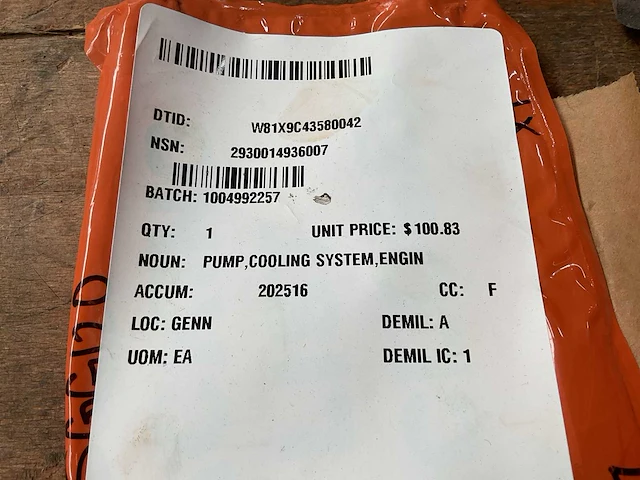 DTID: W81X9C43580042
NSN: 2930014936007
BATCH: 1004992257
QTY: 1 UNIT PRICE: $100.83
NOUN: PUMP,COOLING SYSTEM,ENGIN
ACCUM: 202516 CC: F
LOC: GENN DEMIL: A
UOM: EA DEMIL IC: 1